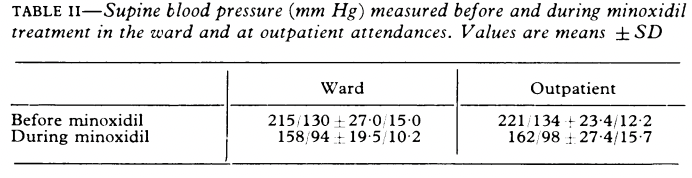 TABLE II—Supine blood pressure (mm Hg) measured before and during minoxidil
treatment in the ward and at outpatient attendances. Values are means ± SD
Ward Outpatient
Before minoxidil 215/130 ± 27·0/15·0 221/134 ± 23·4/12·2
During minoxidil 158/94 ± 19·5/10·2 162/98 ± 27·4/15·7